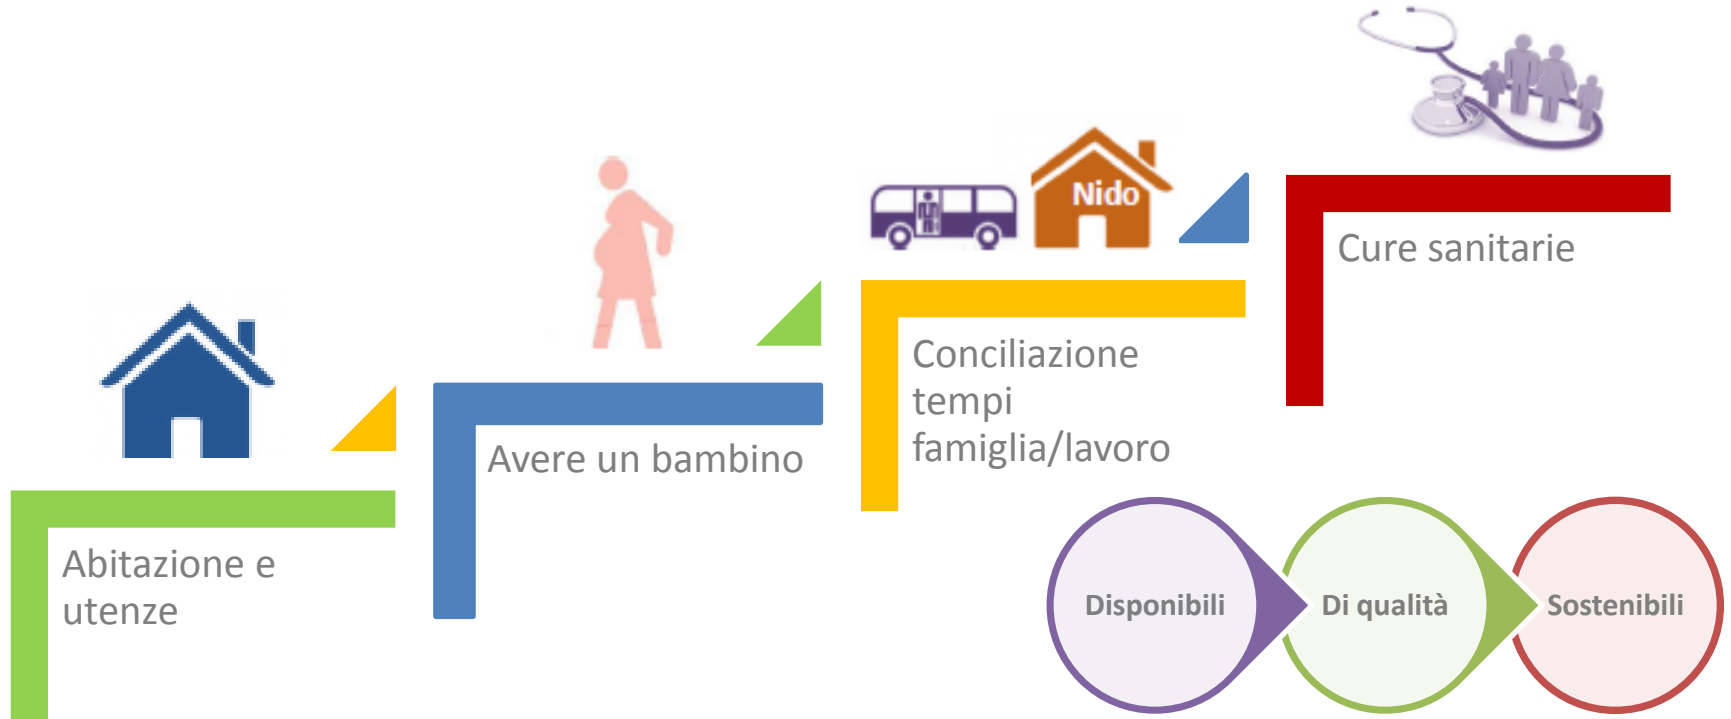 Abitazione e
utenze
Avere un bambino
Nido
Conciliazione
tempi
famiglia/lavoro
Cure sanitarie
Disponibili
Di qualità
Sostenibili